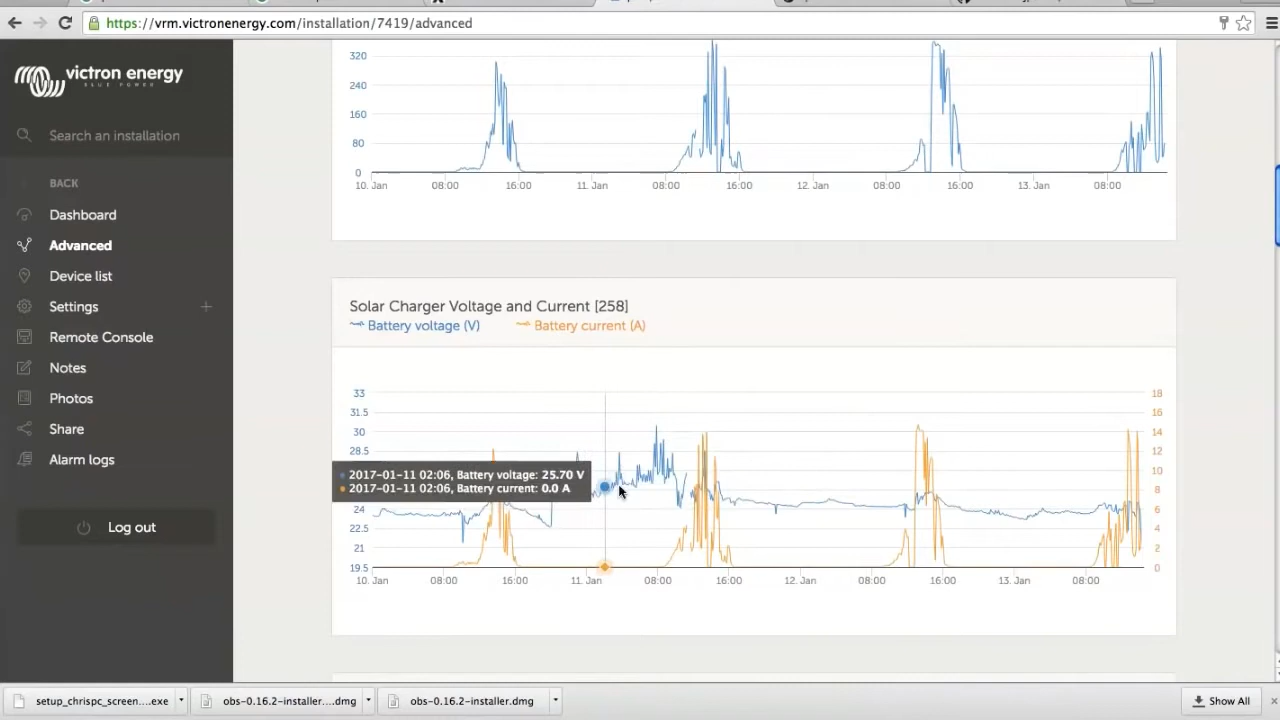 https://vrm.victronenergy.com/installation/7419/advanced
victron energy
BLUE POWER
Search an installation
BACK
Dashboard
Advanced
Device list
Settings +
Remote Console
Notes
Photos
Share
Alarm logs
Log out
320
240
160
80
0
10. Jan 08:00 16:00 11. Jan 08:00 16:00 12. Jan 08:00 16:00 13. Jan 08:00
Solar Charger Voltage and Current [258]
Battery voltage (V) Battery current (A)
33 18
31.5 16
30 14
28.5 12
10
2017-01-11 02:06, Battery voltage: 25.70 V
2017-01-11 02:06, Battery current: 0.0 A
8
24 6
22.5 4
21 2
19.5 0
10. Jan 08:00 16:00 11. Jan 08:00 16:00 12. Jan 08:00 16:00 13. Jan 08:00
setup_chrispc_screen....exe obs-0.16.2-installer....dmg obs-0.16.2-installer.dmg Show All